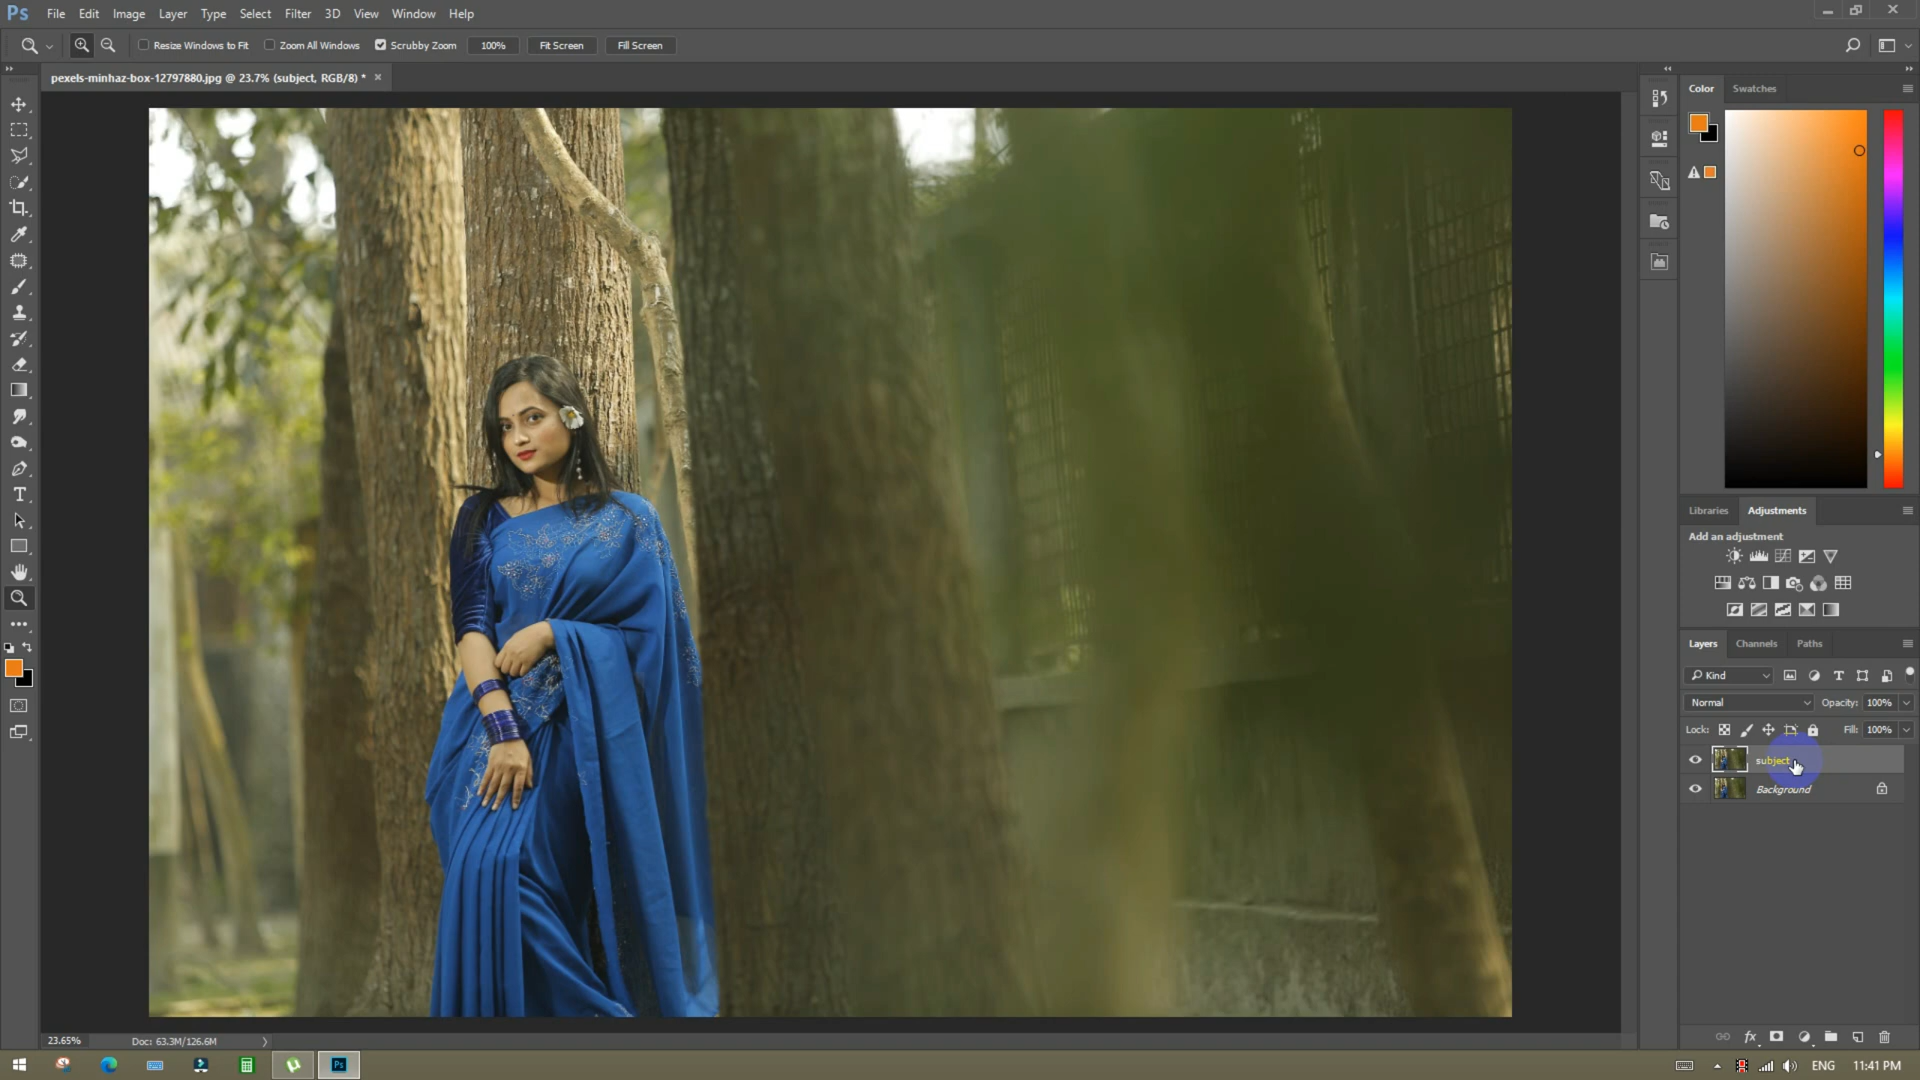 Ps File Edit Image Layer Type Select Filter 3D View Window Help
Resize Windows to Fit Zoom All Windows Scrubby Zoom 100% Fit Screen Fill Screen
pexels-minhaz-box-12797880.jpg @ 23.7% (subject, RGB/8) * ×
Color Swatches
Libraries Adjustments
Add an adjustment
Layers Channels Paths
Kind T
Normal Opacity: 100%
Lock: Fill: 100%
subject
Background
fx
23.65% Doc: 63.3M/126.6M
Ps ENG 11:41 PM